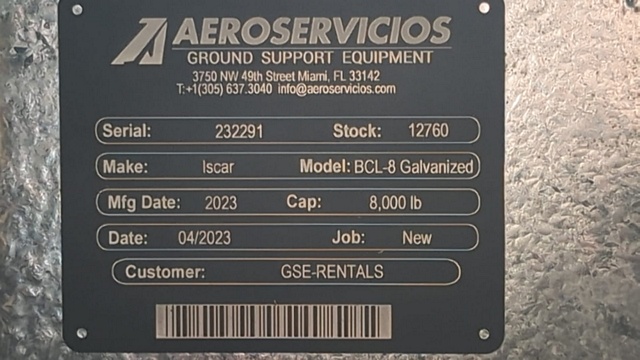 AEROSERVICIOS
GROUND SUPPORT EQUIPMENT
3750 NW 49th Street Miami, FL 33142
T:+1(305) 637.3040 info@aeroservicios.com
Serial: 232291 Stock: 12760
Make: Iscar Model: BCL-8 Galvanized
Mfg Date: 2023 Cap: 8,000 lb
Date: 04/2023 Job: New
Customer: GSE-RENTALS